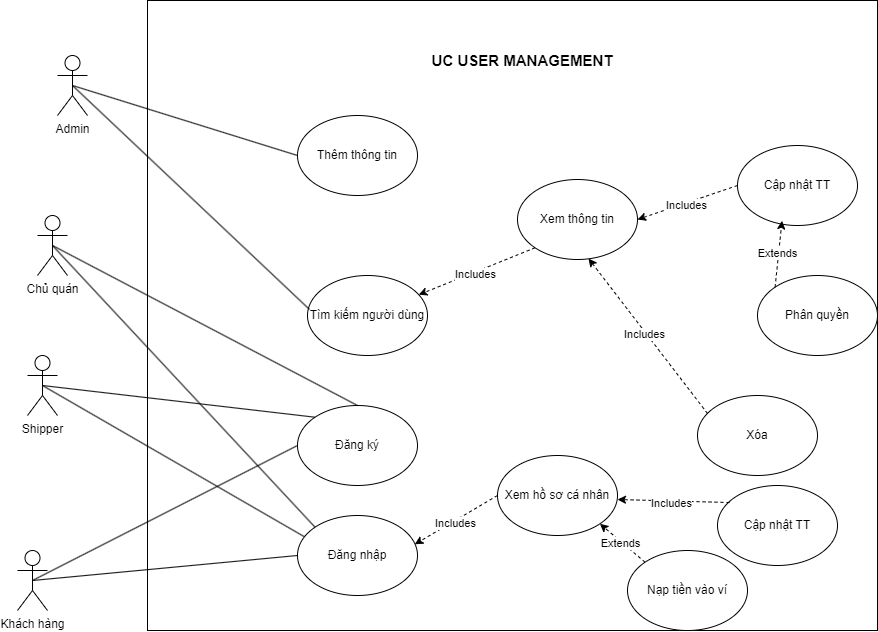 UC USER MANAGEMENT
Admin
Thêm thông tin
Cập nhật TT
Includes
Xem thông tin
Chủ quán
Extends
Includes
Tìm kiếm người dùng
Phân quyền
Includes
Shipper
Đăng ký
Xóa
Xem hồ sơ cá nhân
Includes
Includes
Cập nhật TT
Extends
Đăng nhập
Nạp tiền vào ví
Khách hàng